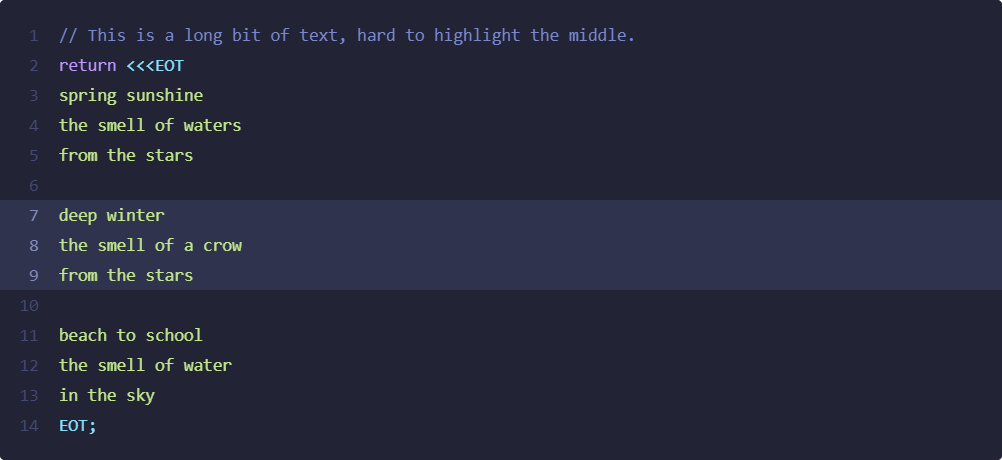 1 // This is a long bit of text, hard to highlight the middle.
2 return <<<EOT
3 spring sunshine
4 the smell of waters
5 from the stars
6
7 deep winter
8 the smell of a crow
9 from the stars
10
11 beach to school
12 the smell of water
13 in the sky
14 EOT;